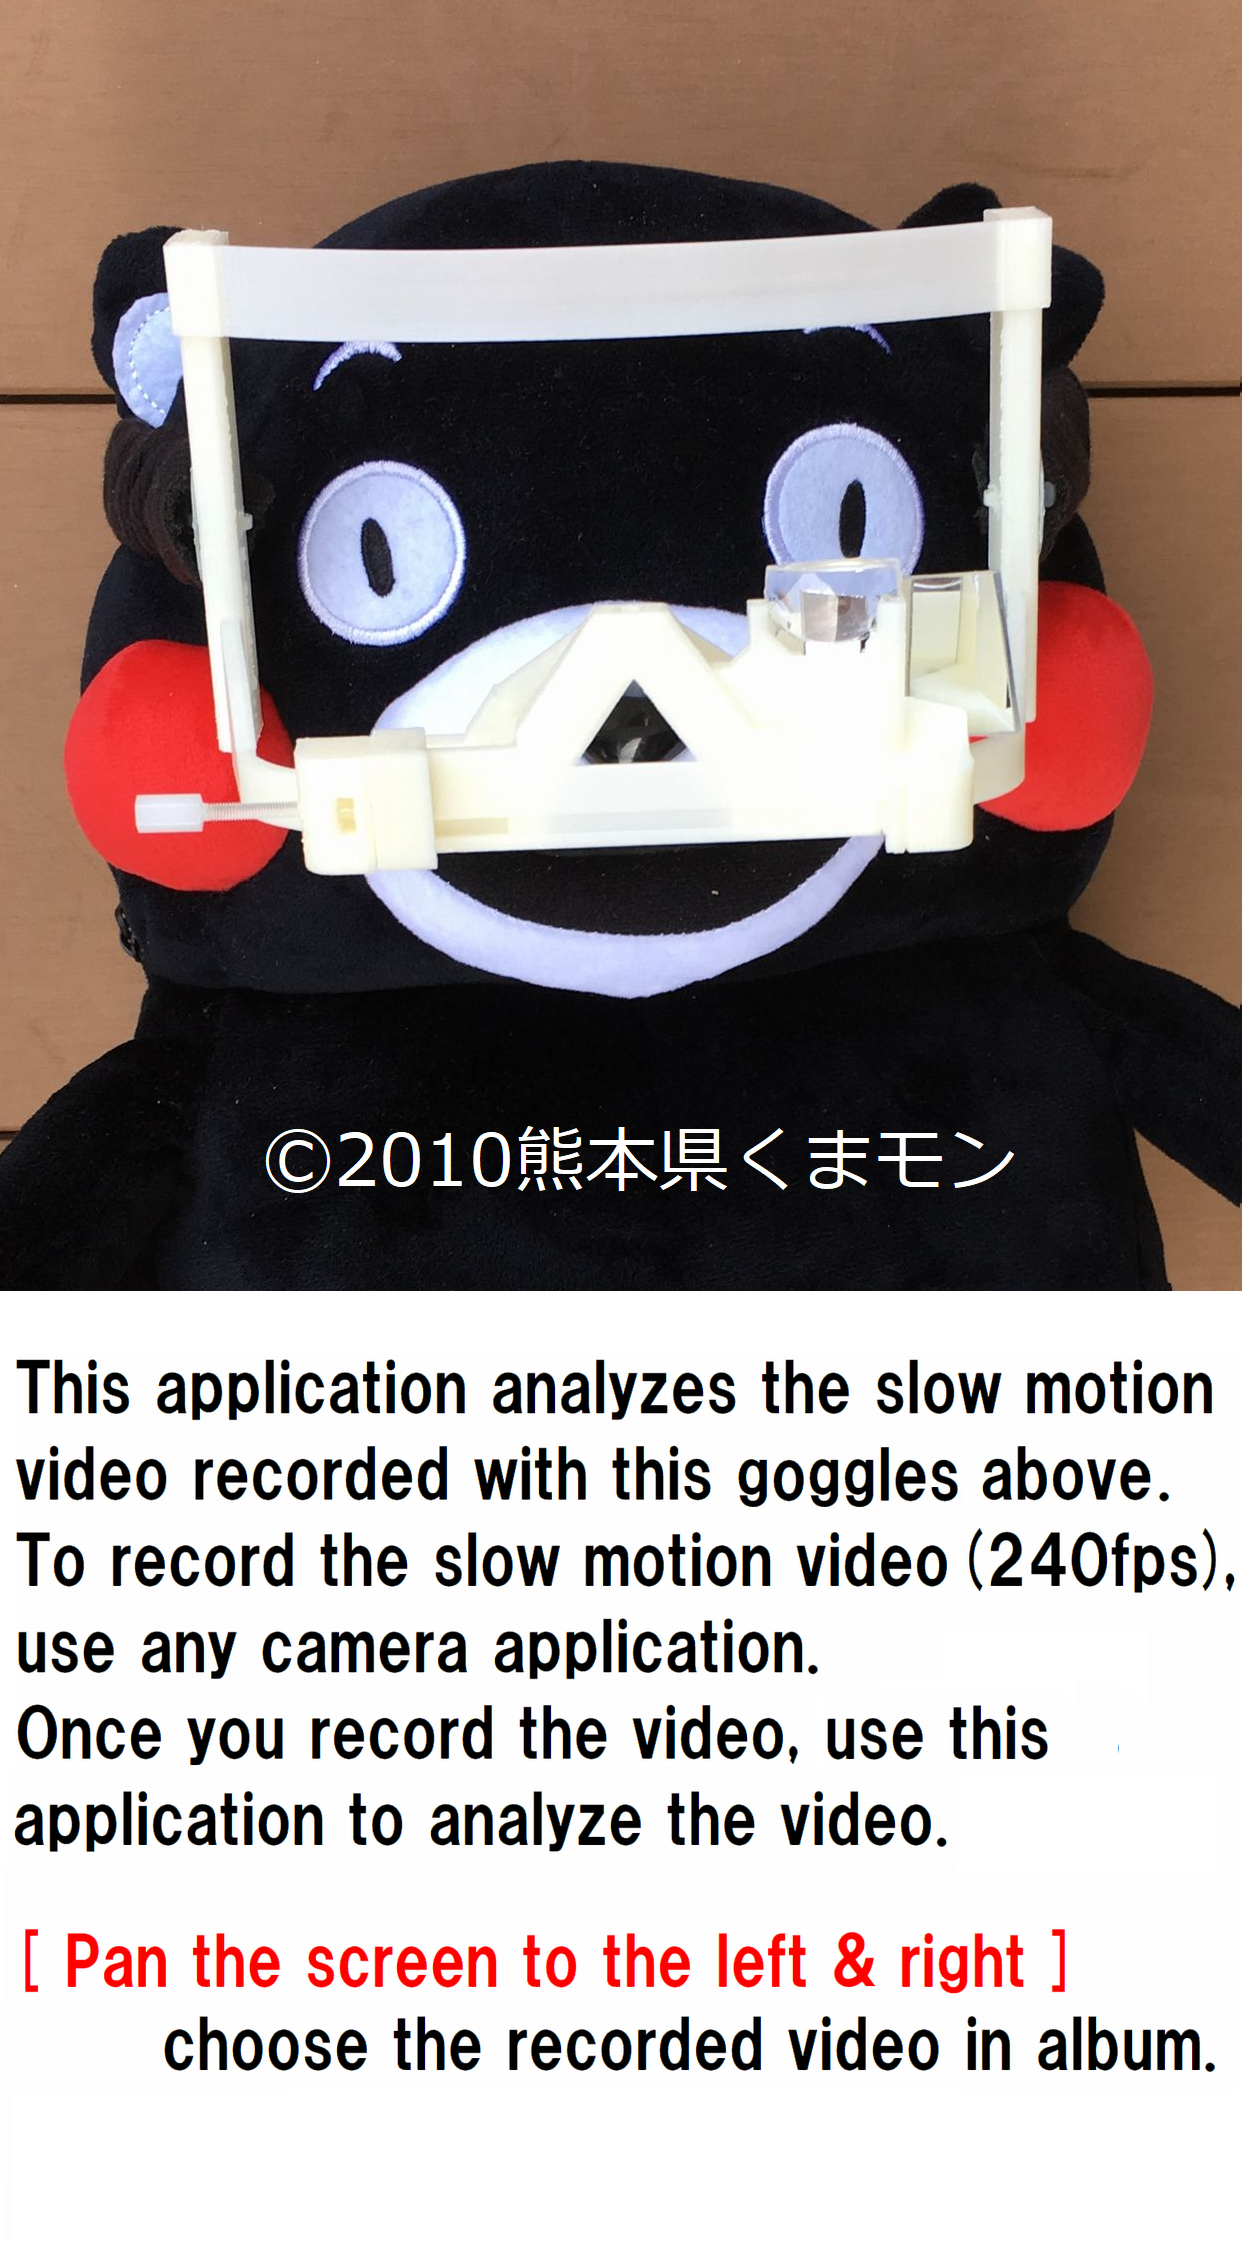 ©2010熊本県くまモン
This application analyzes the slow motion
video recorded with this goggles above.
To record the slow motion video (240fps),
use any camera application.
Once you record the video, use this
application to analyze the video.
[ Pan the screen to the left & right ]
choose the recorded video in album.